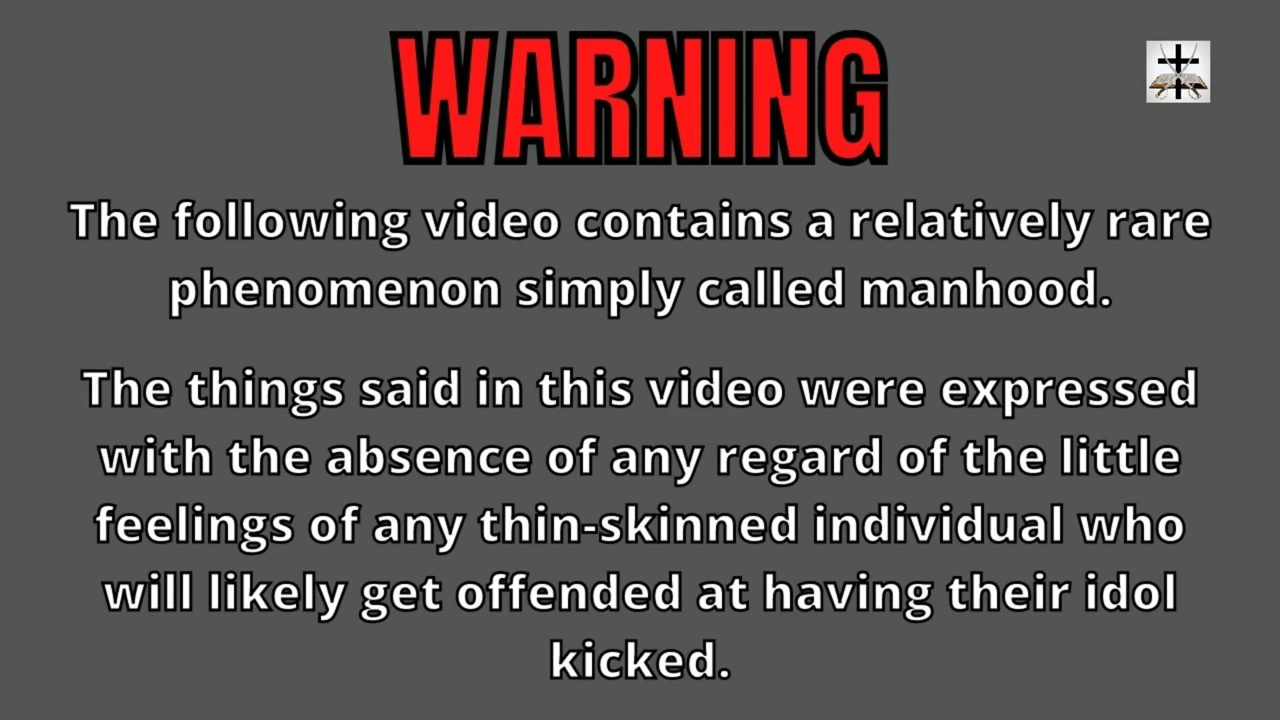 WARNING
The following video contains a relatively rare
phenomenon simply called manhood.
The things said in this video were expressed
with the absence of any regard of the little
feelings of any thin-skinned individual who
will likely get offended at having their idol
kicked.